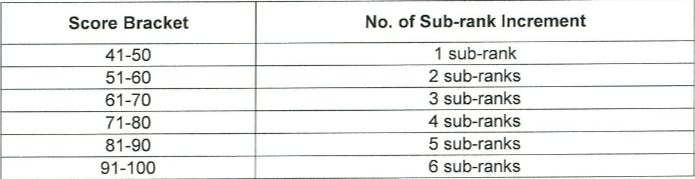 Score Bracket No. of Sub-rank Increment
41-50 1 sub-rank
51-60 2 sub-ranks
61-70 3 sub-ranks
71-80 4 sub-ranks
81-90 5 sub-ranks
91-100 6 sub-ranks